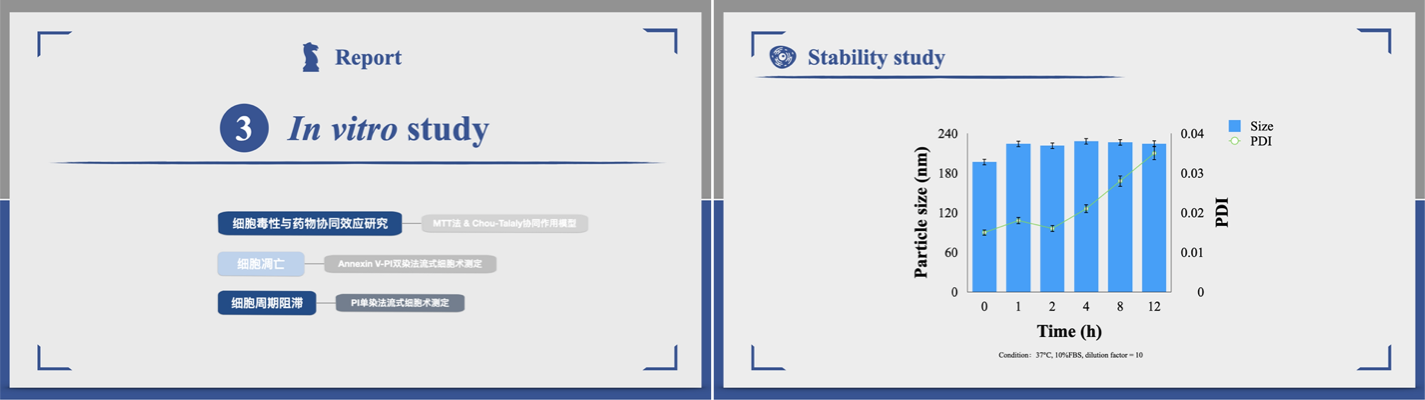 Report
3 In vitro study
细胞毒性与药物协同效应研究 MTT法 & Chou-Talaly协同作用模型
细胞凋亡 Annexin V-PI双染法流式细胞术测定
细胞周期阻滞 PI单染法流式细胞术测定
Stability study
Size
PDI
Particle size (nm)
240
180
120
60
0
0.04
0.03
0.02
0.01
0
PDI
0 1 2 4 8 12
Time (h)
Condition: 37°C, 10%FBS, dilution factor = 10